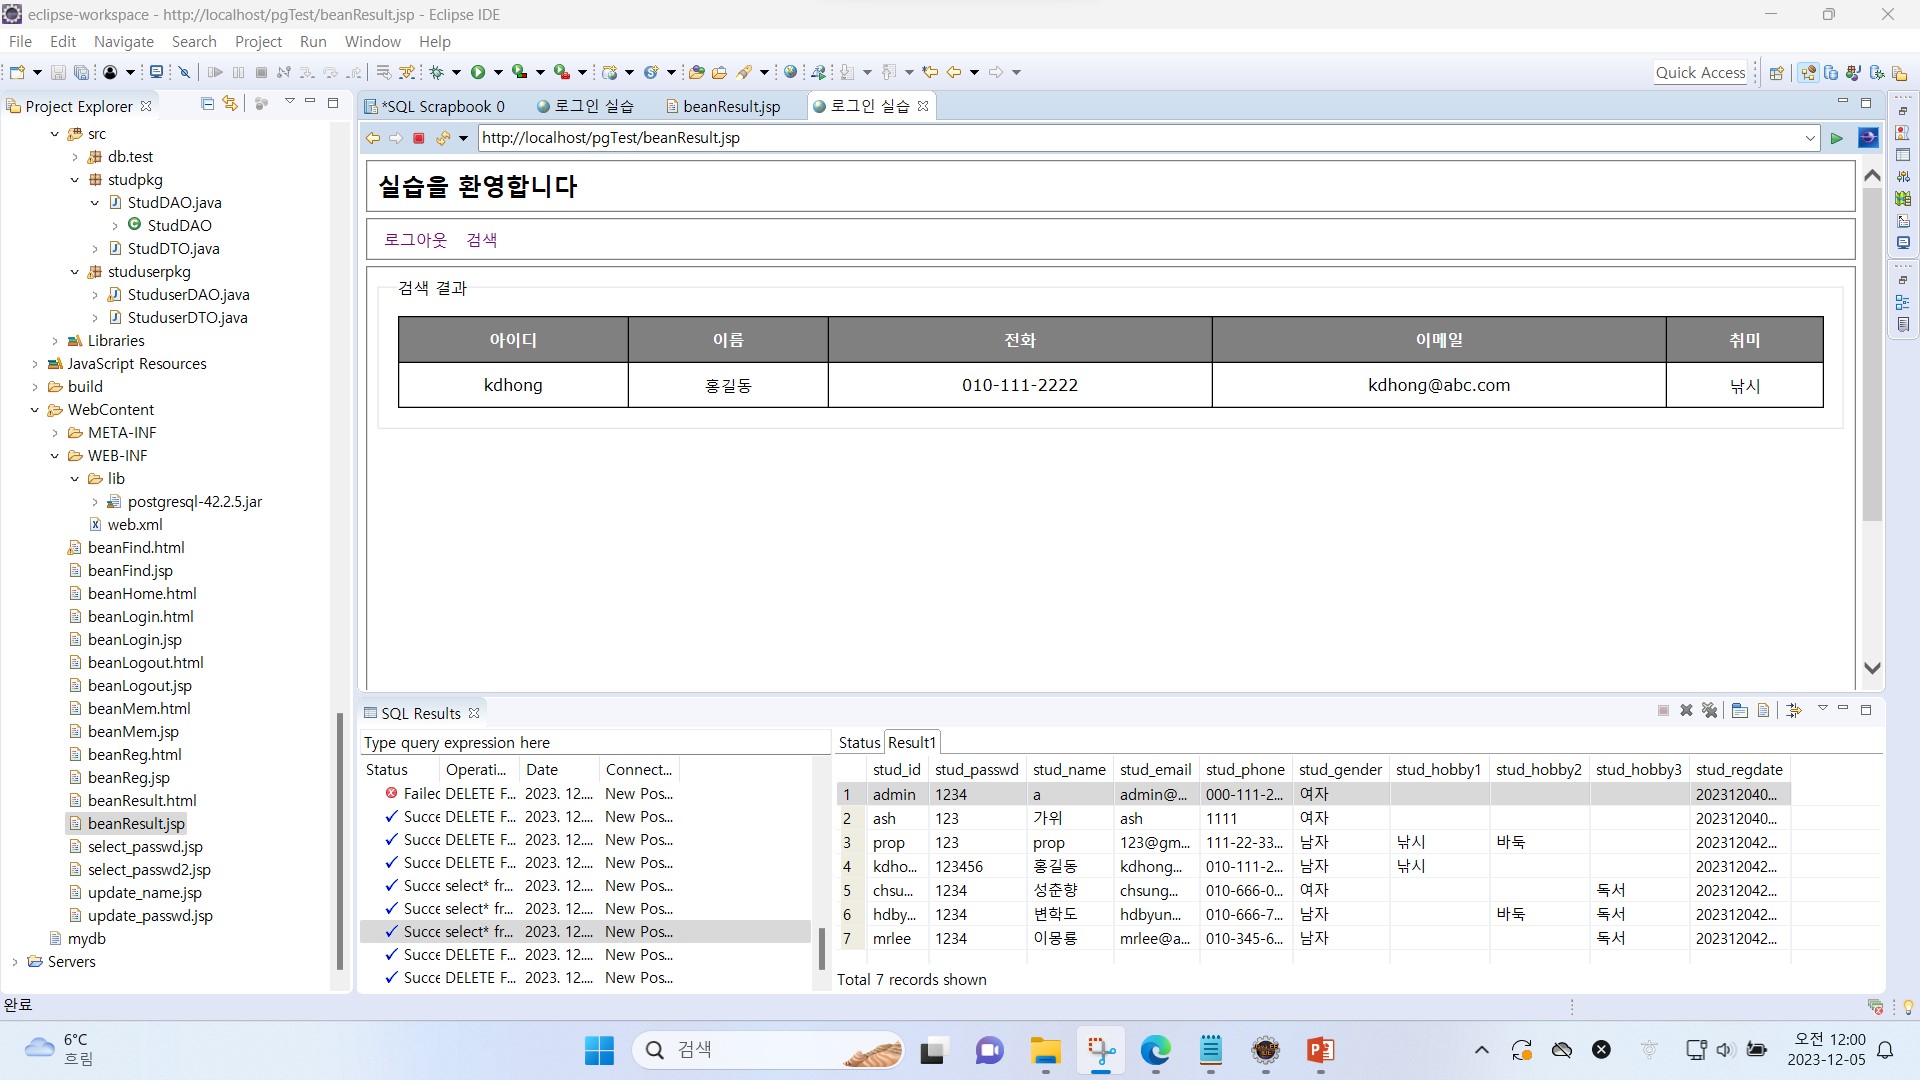 eclipse-workspace - http://localhost/pgTest/beanResult.jsp - Eclipse IDE
File Edit Navigate Search Project Run Window Help
Quick Access
Project Explorer
src
db.test
studpkg
StudDAO.java
StudDAO
StudDTO.java
studuserpkg
StuduserDAO.java
StuduserDTO.java
Libraries
JavaScript Resources
build
WebContent
META-INF
WEB-INF
lib
postgresql-42.2.5.jar
web.xml
beanFind.html
beanFind.jsp
beanHome.html
beanLogin.html
beanLogin.jsp
beanLogout.html
beanLogout.jsp
beanMem.html
beanMem.jsp
beanReg.html
beanReg.jsp
beanResult.html
beanResult.jsp
select_passwd.jsp
select_passwd2.jsp
update_name.jsp
update_passwd.jsp
mydb
Servers
*SQL Scrapbook 0 로그인 실습 beanResult.jsp 로그인 실습
http://localhost/pgTest/beanResult.jsp
실습을 환영합니다
로그아웃 검색
검색 결과
아이디 이름 전화 이메일 취미
kdhong 홍길동 010-111-2222 kdhong@abc.com 낚시
SQL Results
Type query expression here
Status Operati... Date Connect...
Failec DELETE F... 2023. 12.... New Pos...
Succe DELETE F... 2023. 12.... New Pos...
Succe DELETE F... 2023. 12.... New Pos...
Succe DELETE F... 2023. 12.... New Pos...
Succe select* fr... 2023. 12.... New Pos...
Succe select* fr... 2023. 12.... New Pos...
Succe select* fr... 2023. 12.... New Pos...
Succe DELETE F... 2023. 12.... New Pos...
Succe DELETE F... 2023. 12.... New Pos...
Status Result1
stud_id stud_passwd stud_name stud_email stud_phone stud_gender stud_hobby1 stud_hobby2 stud_hobby3 stud_regdate
1 admin 1234 a admin@... 000-111-2... 여자 202312040...
2 ash 123 가위 ash 1111 여자 202312040...
3 prop 123 prop 123@gm... 111-22-33... 남자 낚시 바둑 202312042...
4 kdho... 123456 홍길동 kdhong... 010-111-2... 남자 낚시 202312042...
5 chsu... 1234 성춘향 chsung... 010-666-0... 여자 독서 202312042...
6 hdby... 1234 변학도 hdbyun... 010-666-7... 남자 바둑 독서 202312042...
7 mrlee 1234 이몽룡 mrlee@a... 010-345-6... 남자 독서 202312042...
Total 7 records shown
완료
6°C
흐림
검색
오전 12:00
2023-12-05